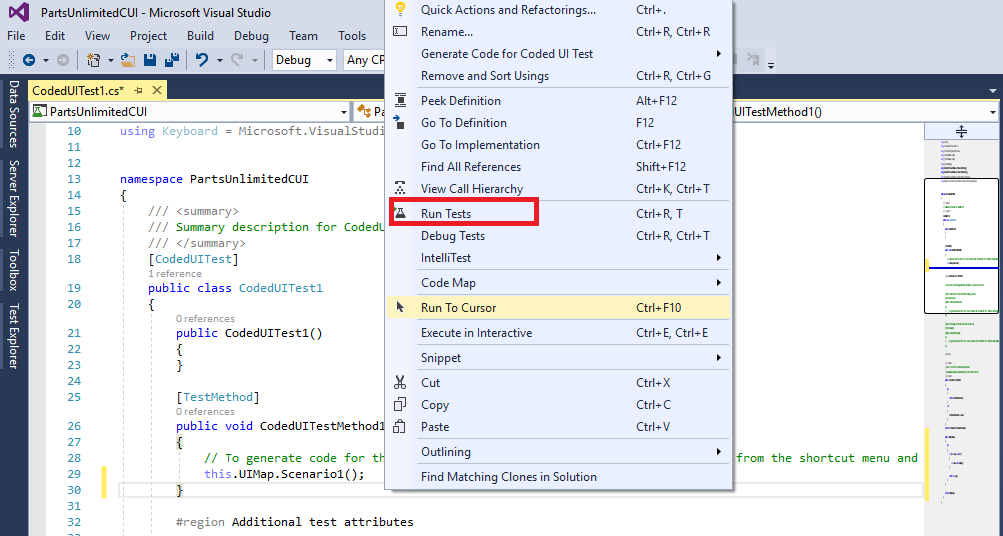 PartsUnlimitedCUI - Microsoft Visual Studio
File Edit View Project Build Debug Team Tools
Debug Any CP
CodedUITest1.cs*
PartsUnlimitedCUI Pa UITestMethod1()
Data Sources
Server Explorer
Toolbox
Test Explorer
10 using Keyboard = Microsoft.VisualStudi
11
12
13 namespace PartsUnlimitedCUI
14 {
15 /// <summary>
16 /// Summary description for CodedU
17 /// </summary>
18 [CodedUITest]
1 reference
19 public class CodedUITest1
20 {
0 references
21 public CodedUITest1()
22 {
23 }
24
25 [TestMethod]
0 references
26 public void CodedUITestMethod1
27 {
28 // To generate code for th from the shortcut menu and
29 this.UIMap.Scenario1();
30 }
31
32 #region Additional test attributes
Quick Actions and Refactorings... Ctrl+.
Rename... Ctrl+R, Ctrl+R
Generate Code for Coded UI Test
Remove and Sort Usings Ctrl+R, Ctrl+G
Peek Definition Alt+F12
Go To Definition F12
Go To Implementation Ctrl+F12
Find All References Shift+F12
View Call Hierarchy Ctrl+K, Ctrl+T
Run Tests Ctrl+R, T
Debug Tests Ctrl+R, Ctrl+T
IntelliTest
Code Map
Run To Cursor Ctrl+F10
Execute in Interactive Ctrl+E, Ctrl+E
Snippet
Cut Ctrl+X
Copy Ctrl+C
Paste Ctrl+V
Outlining
Find Matching Clones in Solution